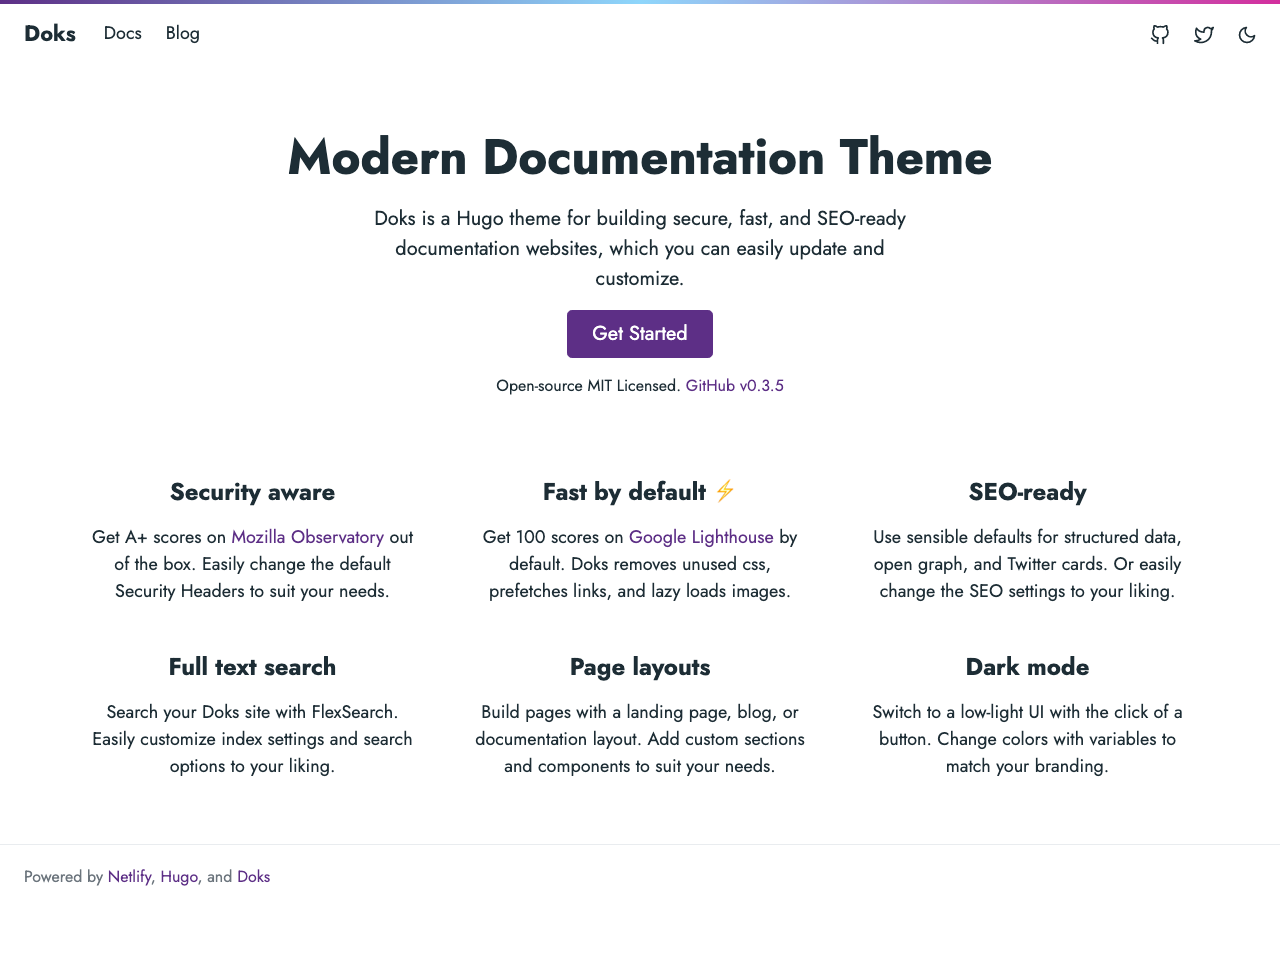 Doks Docs Blog
Modern Documentation Theme
Doks is a Hugo theme for building secure, fast, and SEO-ready
documentation websites, which you can easily update and
customize.
Get Started
Open-source MIT Licensed. GitHub v0.3.5
Security aware
Get A+ scores on Mozilla Observatory out
of the box. Easily change the default
Security Headers to suit your needs.
Fast by default ⚡
Get 100 scores on Google Lighthouse by
default. Doks removes unused css,
prefetches links, and lazy loads images.
SEO-ready
Use sensible defaults for structured data,
open graph, and Twitter cards. Or easily
change the SEO settings to your liking.
Full text search
Search your Doks site with FlexSearch.
Easily customize index settings and search
options to your liking.
Page layouts
Build pages with a landing page, blog, or
documentation layout. Add custom sections
and components to suit your needs.
Dark mode
Switch to a low-light UI with the click of a
button. Change colors with variables to
match your branding.
Powered by Netlify, Hugo, and Doks